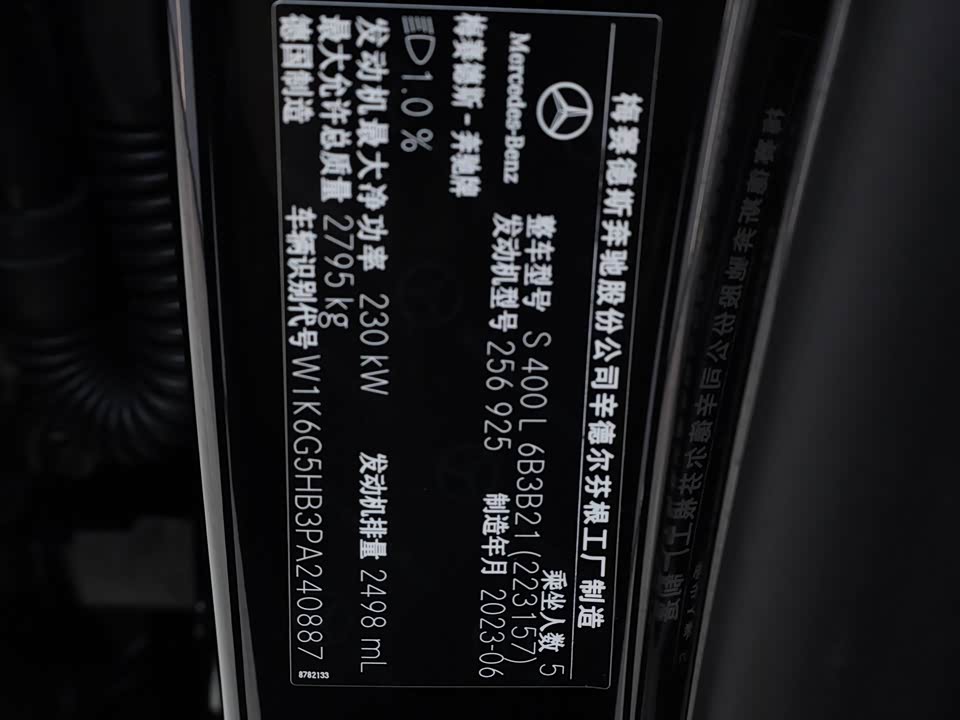 梅赛德斯奔驰股份公司辛德尔芬根工厂制造
Mercedes-Benz
梅赛德斯-奔驰牌
乘坐人数 5
整车型号 S 400 L 6B3B21 (223157)
发动机型号 256 925
制造年月 2023-06
1.0 %
发动机最大净功率 230 kW
发动机排量 2498 mL
最大允许总质量 2795 kg
德国制造
车辆识别代号 W1K6G5HB3PA240887
8782133